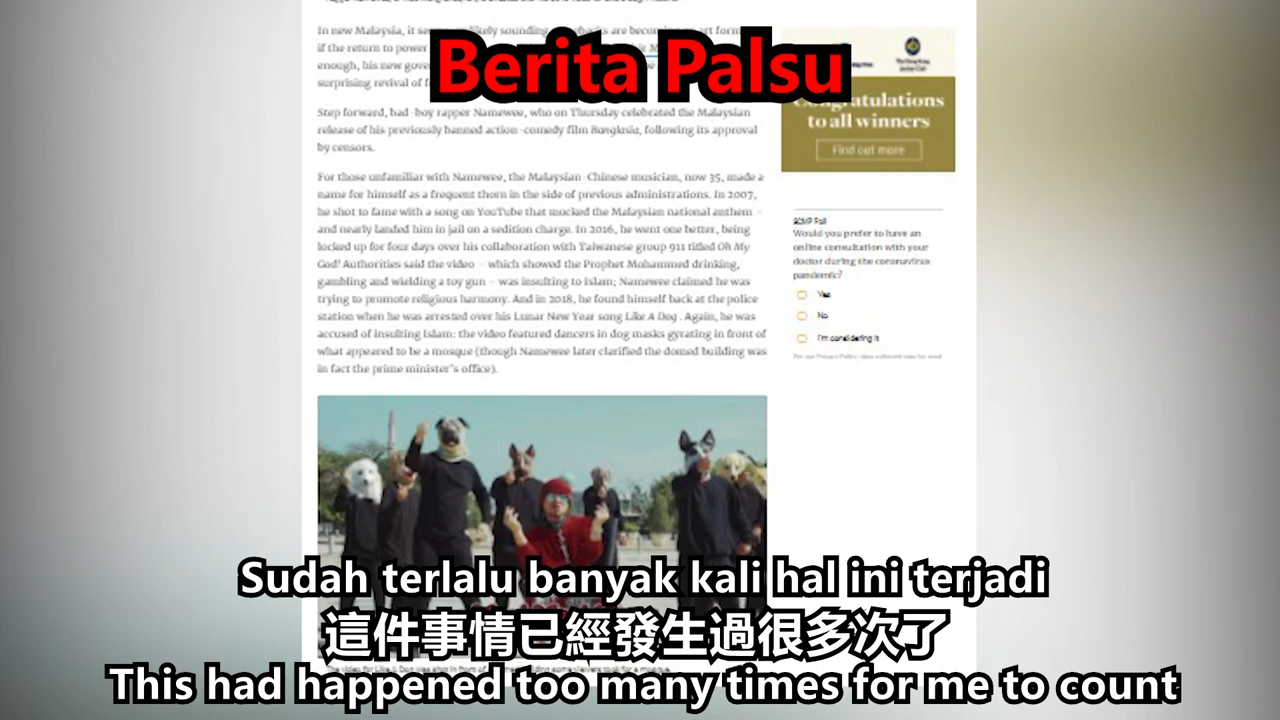 In new Malaysia, it
if the return to power
enough, his new
surprising revival of
Berita Palsu
Step forward, bad-boy rapper Namewee, who on Thursday celebrated the Malaysian
release of his previously banned action-comedy film Banglasia, following its approval
by censors.
For those unfamiliar with Namewee, the Malaysian-Chinese musician, now 35, made a
name for himself as a frequent thorn in the side of previous administrations. In 2007,
he shot to fame with a song on YouTube that mocked the Malaysian national anthem –
and nearly landed him in jail on a sedition charge. In 2016, he went one better, being
locked up for four days over his collaboration with Taiwanese group 911 titled Oh My
God! Authorities said the video – which showed the Prophet Mohammed drinking,
gambling and wielding a toy gun – was insulting to Islam; Namewee claimed he was
trying to promote religious harmony. And in 2018, he found himself back at the police
station when he was arrested over his Lunar New Year song Like A Dog. Again, he was
accused of insulting Islam: the video featured dancers in dog masks gyrating in front of
what appeared to be a mosque (though Namewee later clarified the domed building was
in fact the prime minister's office).
Congratulations
to all winners
Find out more
SCMP Poll
Would you prefer to have an
online consultation with your
doctor during the coronavirus
pandemic?
Yes
No
I'm considering it
Sudah terlalu banyak kali hal ini terjadi
這件事情已經發生過很多次了
This had happened too many times for me to count